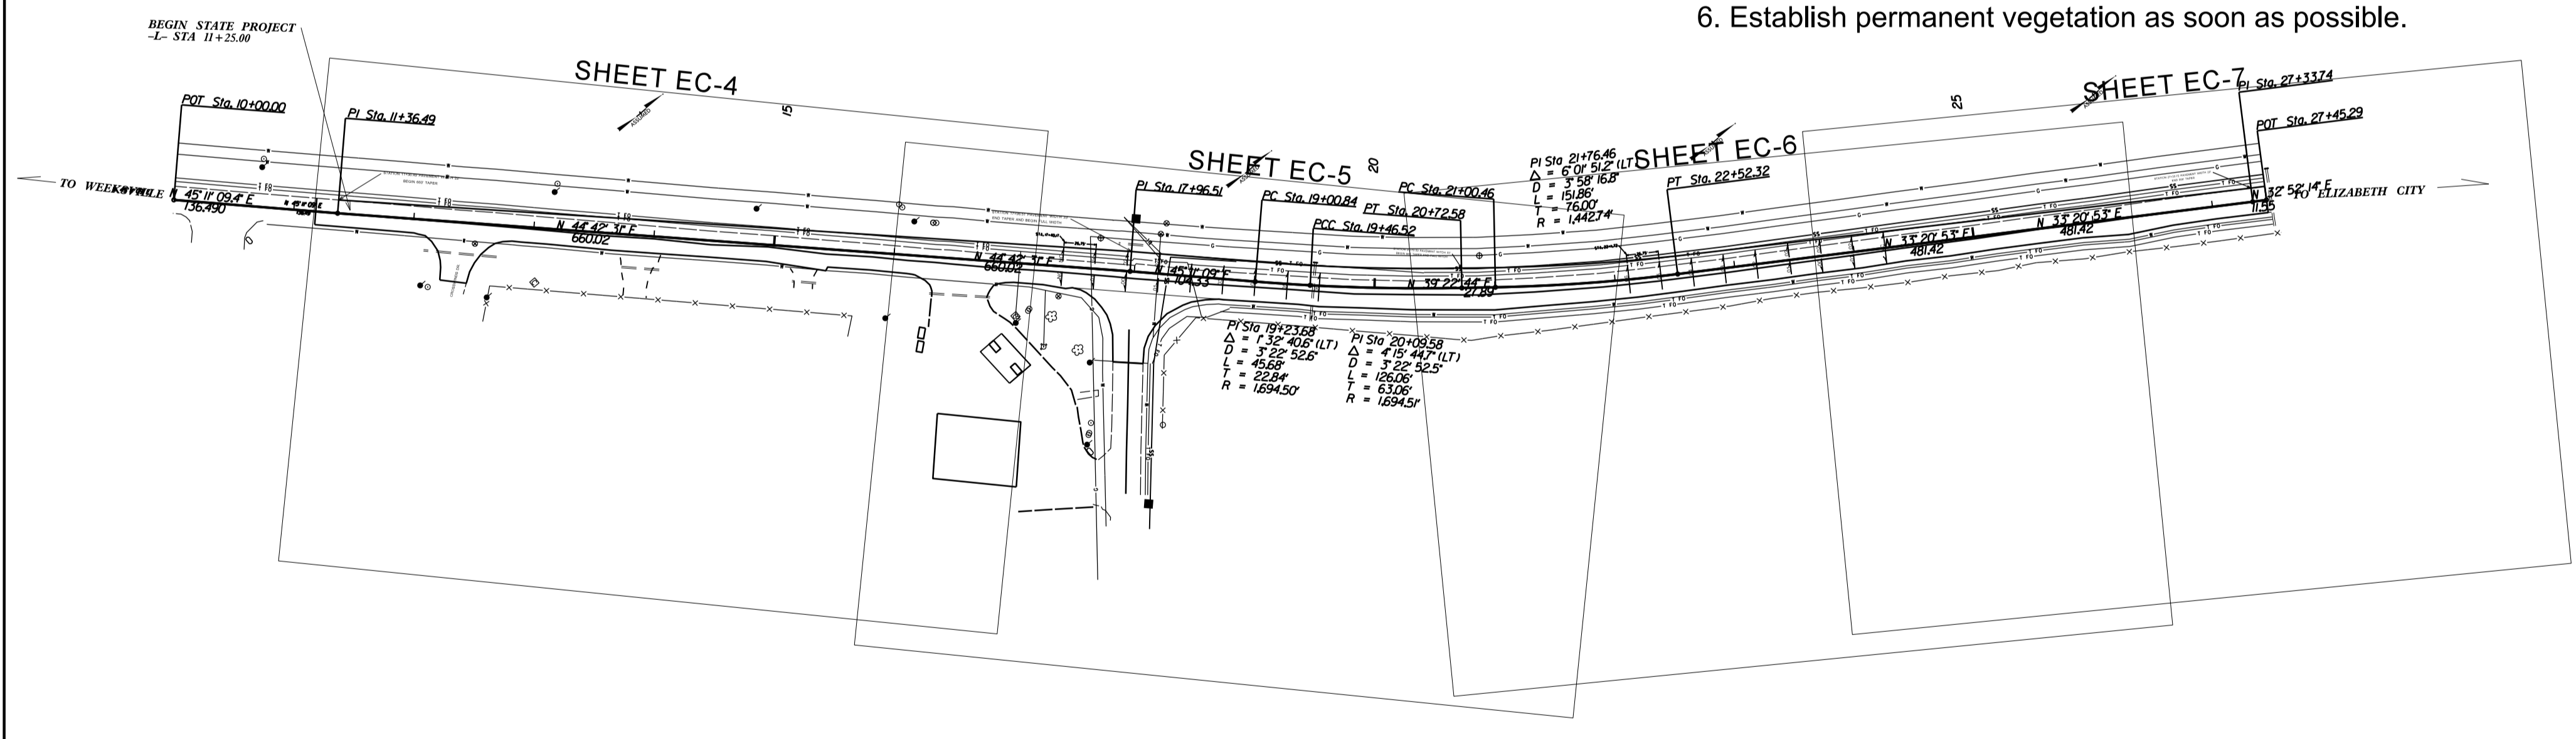 6. Establish permanent vegetation as soon as possible.
BEGIN STATE PROJECT
-L- STA 11+25.00
SHEET EC-4
SHEET EC-5
SHEET EC-6
SHEET EC-7
15
20
25
POT Sta. 10+00.00
PI Sta. 11+36.49
PI Sta. 17+96.51
PC Sta. 19+00.84
PCC Sta. 19+46.52
PT Sta. 20+72.58
PC Sta. 21+00.46
PI Sta 21+76.46
Δ = 6° 01' 51.2" (LT)
D = 3° 58' 16.8"
L = 151.86'
T = 76.00'
R = 1,442.74'
PT Sta. 22+52.32
PI Sta. 27+33.74
POT Sta. 27+45.29
TO WEEKSVILLE
N 45° 11' 09.4" E
136.490
N 44° 42' 31" E
660.02
N 44° 42' 31" E
660.02
N 45° 11' 09" E
104.33
N 39° 22' 44" E
27.89
N 33° 20' 53" E
481.42
N 33° 20' 53" E
481.42
N 32° 52' 14" E
11.55
TO ELIZABETH CITY
PI Sta 19+23.68
Δ = 1° 32' 40.6" (LT)
D = 3° 22' 52.6"
L = 45.68'
T = 22.84'
R = 1,694.50'
PI Sta 20+09.58
Δ = 4° 15' 44.7" (LT)
D = 3° 22' 52.5"
L = 126.06'
T = 63.06'
R = 1,694.51'